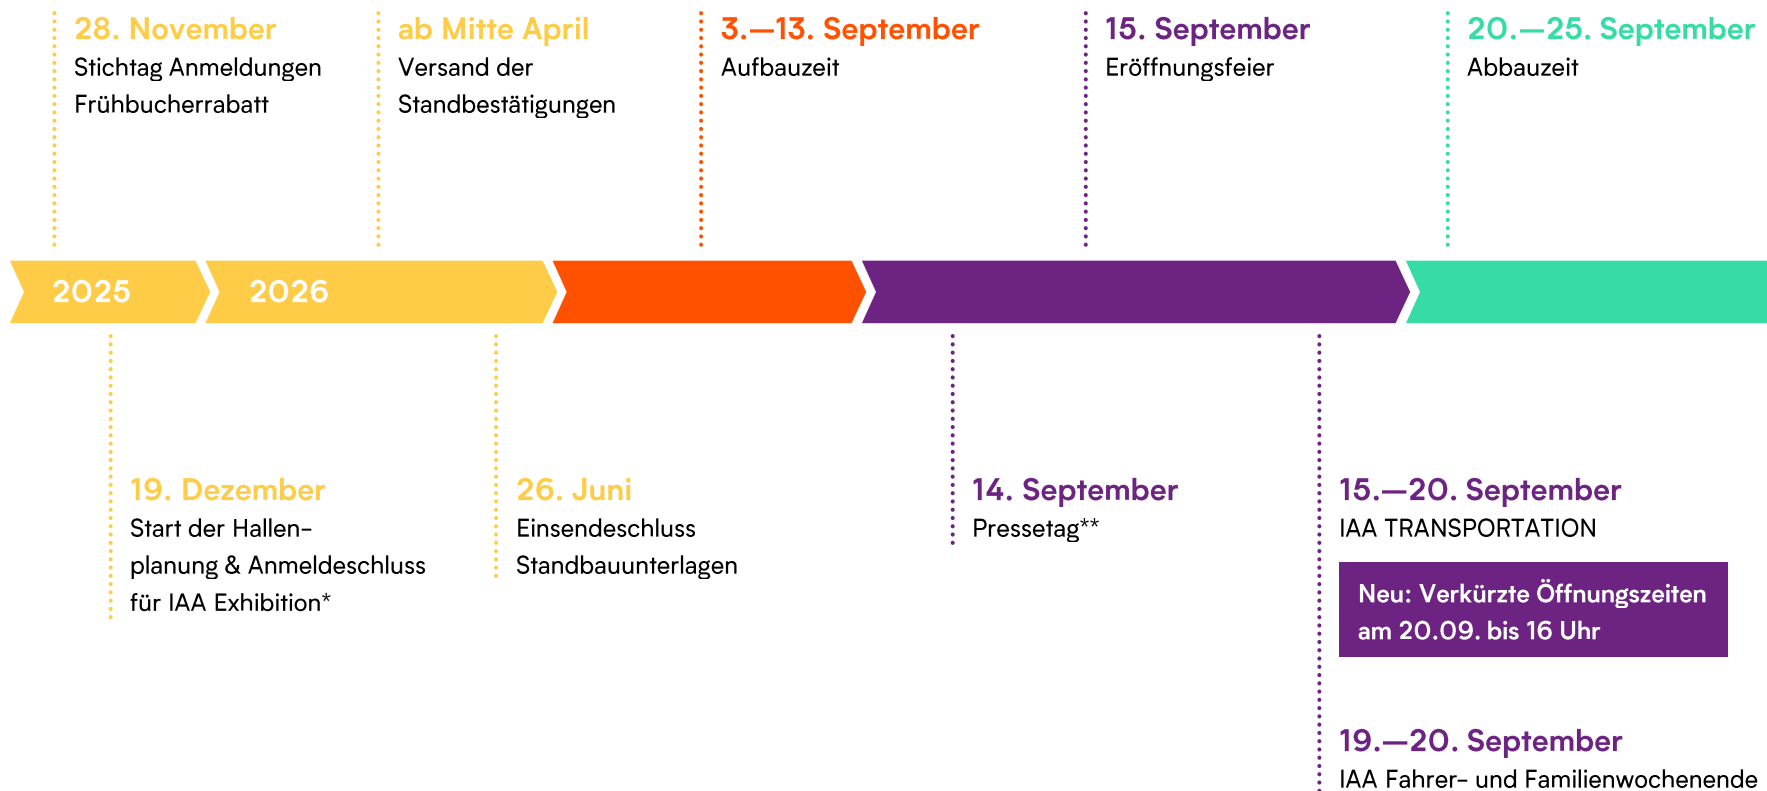 28. November
Stichtag Anmeldungen
Frühbucherrabatt
ab Mitte April
Versand der
Standbestätigungen
3.—13. September
Aufbauzeit
15. September
Eröffnungsfeier
20.—25. September
Abbauzeit
2025
2026
19. Dezember
Start der Hallen-
planung & Anmeldeschluss
für IAA Exhibition*
26. Juni
Einsendeschluss
Standbauunterlagen
14. September
Pressetag**
15.—20. September
IAA TRANSPORTATION
Neu: Verkürzte Öffnungszeiten
am 20.09. bis 16 Uhr
19.—20. September
IAA Fahrer- und Familienwochenende